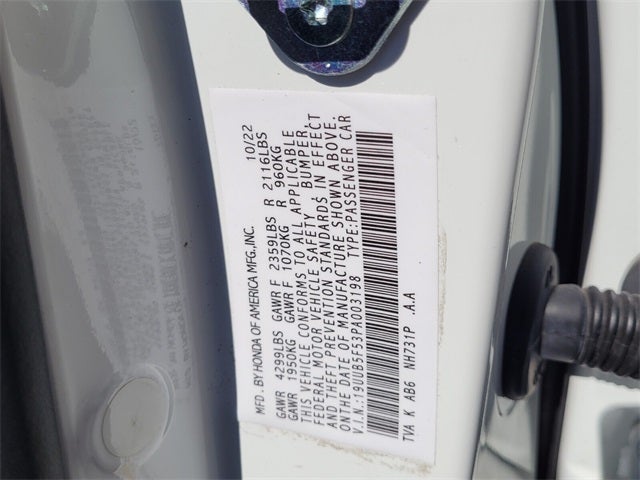 MFD. BY HONDA OF AMERICA MFG.,INC. 10/22
GAWR 4299LBS GAWR F 2359LBS R 2116LBS
GAWR 1950KG GAWR F 1070KG R 960KG
THIS VEHICLE CONFORMS TO ALL APPLICABLE
FEDERAL MOTOR VEHICLE SAFETY, BUMPER,
AND THEFT PREVENTION STANDARDS IN EFFECT
ON THE DATE OF MANUFACTURE SHOWN ABOVE.
V.I.N.:19UUB5F53PA003198 TYPE:PASSENGER CAR
TVA K AB6 NH731P .A.A